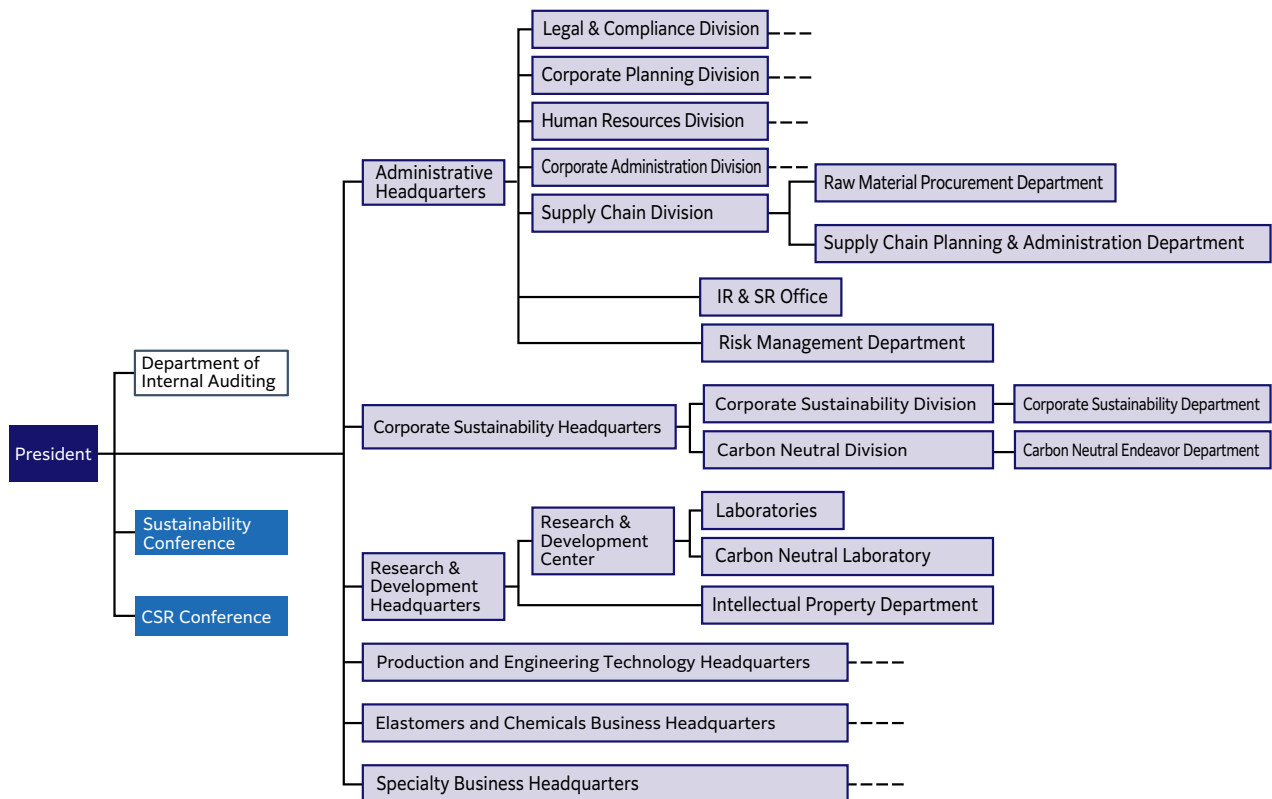 Legal & Compliance Division
Corporate Planning Division
Human Resources Division
Corporate Administration Division
Administrative
Headquarters
Raw Material Procurement Department
Supply Chain Division
Supply Chain Planning & Administration Department
IR & SR Office
Risk Management Department
Department of
Internal Auditing
Corporate Sustainability Division
Corporate Sustainability Department
Corporate Sustainability Headquarters
President
Carbon Neutral Division
Carbon Neutral Endeavor Department
Sustainability
Conference
Laboratories
Research &
Development
Center
Carbon Neutral Laboratory
Research &
Development
Headquarters
Intellectual Property Department
CSR Conference
Production and Engineering Technology Headquarters
Elastomers and Chemicals Business Headquarters
Specialty Business Headquarters